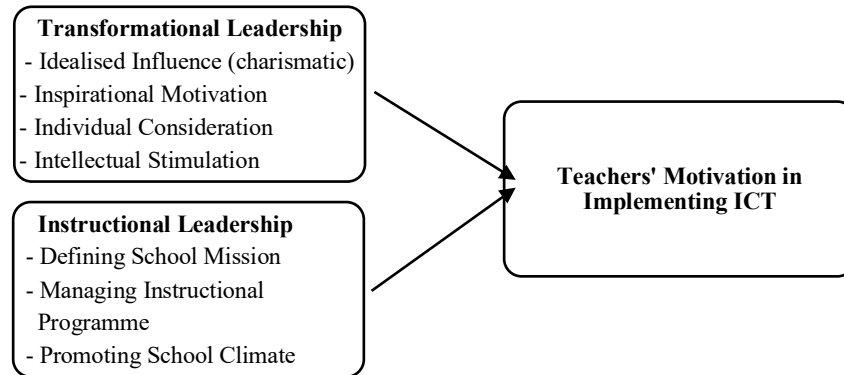 Transformational Leadership
- Idealised Influence (charismatic)
- Inspirational Motivation
- Individual Consideration
- Intellectual Stimulation
Instructional Leadership
- Defining School Mission
- Managing Instructional
Programme
- Promoting School Climate
Teachers' Motivation in
Implementing ICT